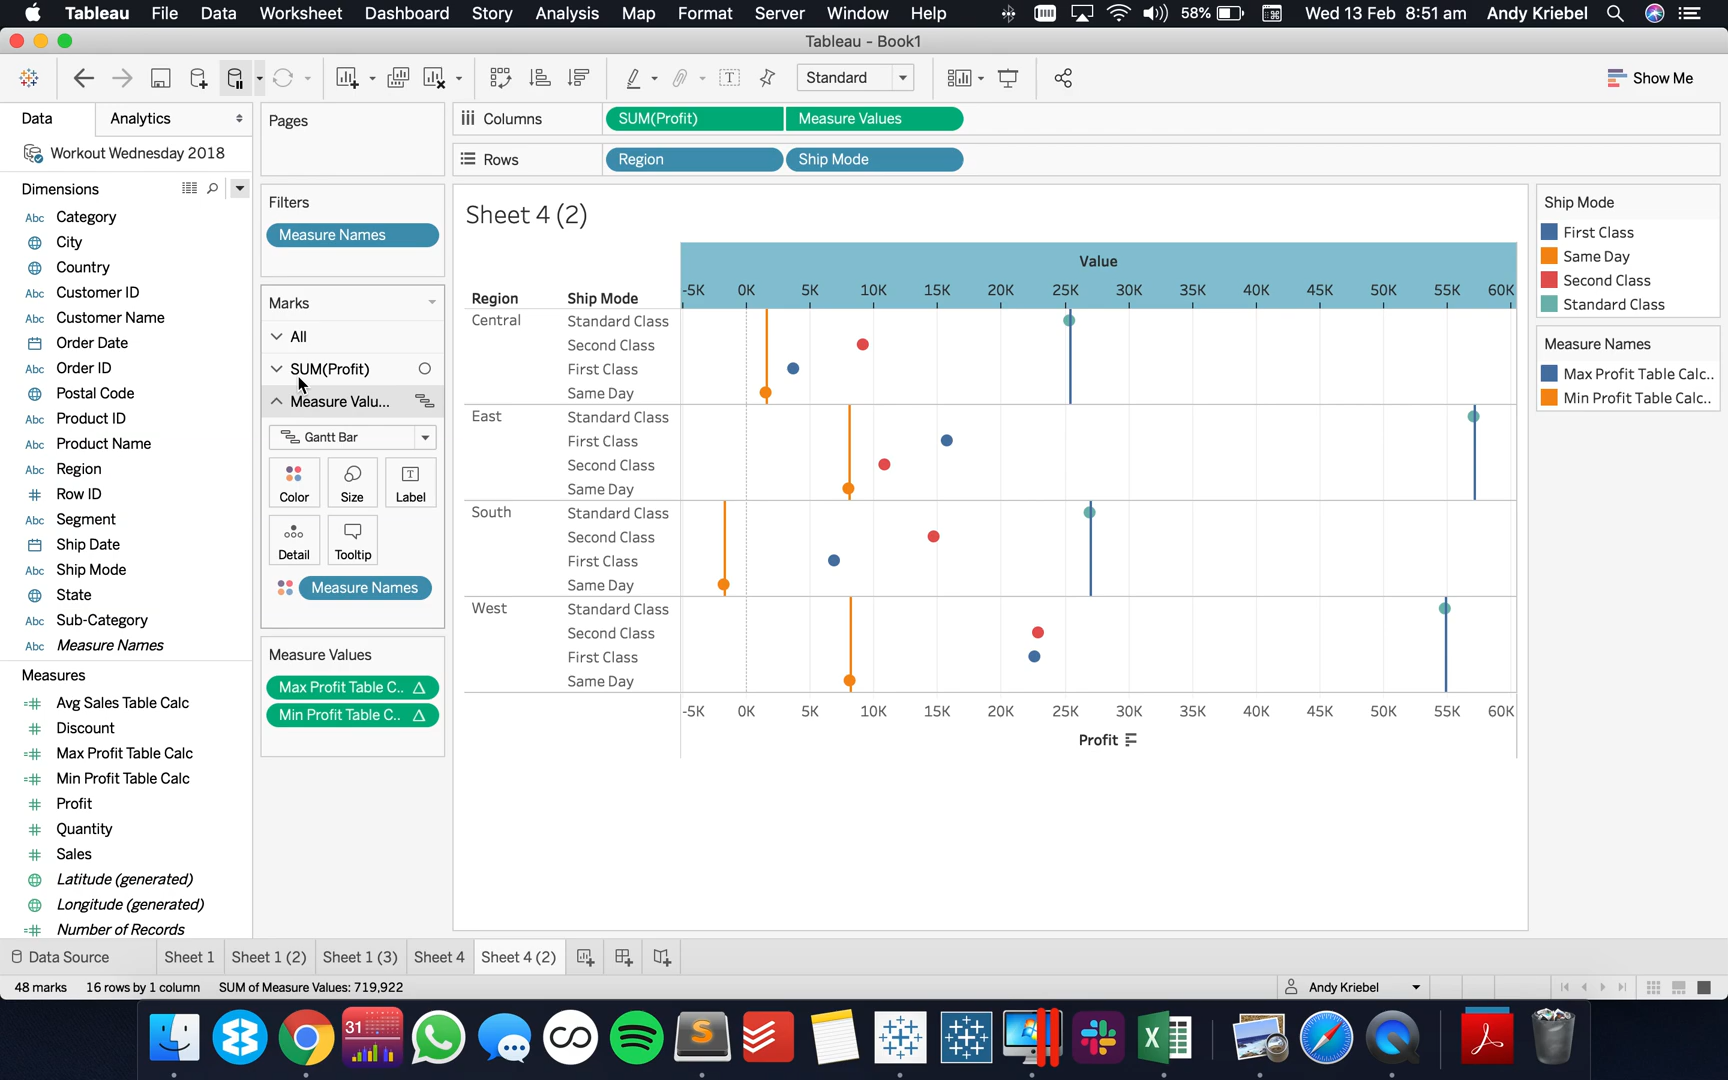 Tableau File Data Worksheet Dashboard Story Analysis Map Format Server Window Help 58% Wed 13 Feb 8:51 am Andy Kriebel
Tableau - Book1
Standard
Show Me
Data
Analytics
Workout Wednesday 2018
Dimensions
Abc Category
City
Country
Abc Customer ID
Abc Customer Name
Order Date
Abc Order ID
Postal Code
Abc Product ID
Abc Product Name
Abc Region
Row ID
Abc Segment
Ship Date
Abc Ship Mode
State
Abc Sub-Category
Abc Measure Names
Measures
Avg Sales Table Calc
Discount
Max Profit Table Calc
Min Profit Table Calc
Profit
Quantity
Sales
Latitude (generated)
Longitude (generated)
Number of Records
Pages
Filters
Measure Names
Marks
All
SUM(Profit)
Measure Valu...
Gantt Bar
Color Size Label
Detail Tooltip
Measure Names
Measure Values
Max Profit Table C..
Min Profit Table C..
Columns SUM(Profit) Measure Values
Rows Region Ship Mode
Sheet 4 (2)
Value
-5K 0K 5K 10K 15K 20K 25K 30K 35K 40K 45K 50K 55K 60K
Region Ship Mode
Central Standard Class
Second Class
First Class
Same Day
East Standard Class
First Class
Second Class
Same Day
South Standard Class
Second Class
First Class
Same Day
West Standard Class
Second Class
First Class
Same Day
-5K 0K 5K 10K 15K 20K 25K 30K 35K 40K 45K 50K 55K 60K
Profit
Ship Mode
First Class
Same Day
Second Class
Standard Class
Measure Names
Max Profit Table Calc..
Min Profit Table Calc..
Data Source Sheet 1 Sheet 1 (2) Sheet 1 (3) Sheet 4 Sheet 4 (2)
48 marks 16 rows by 1 column SUM of Measure Values: 719,922 Andy Kriebel
31